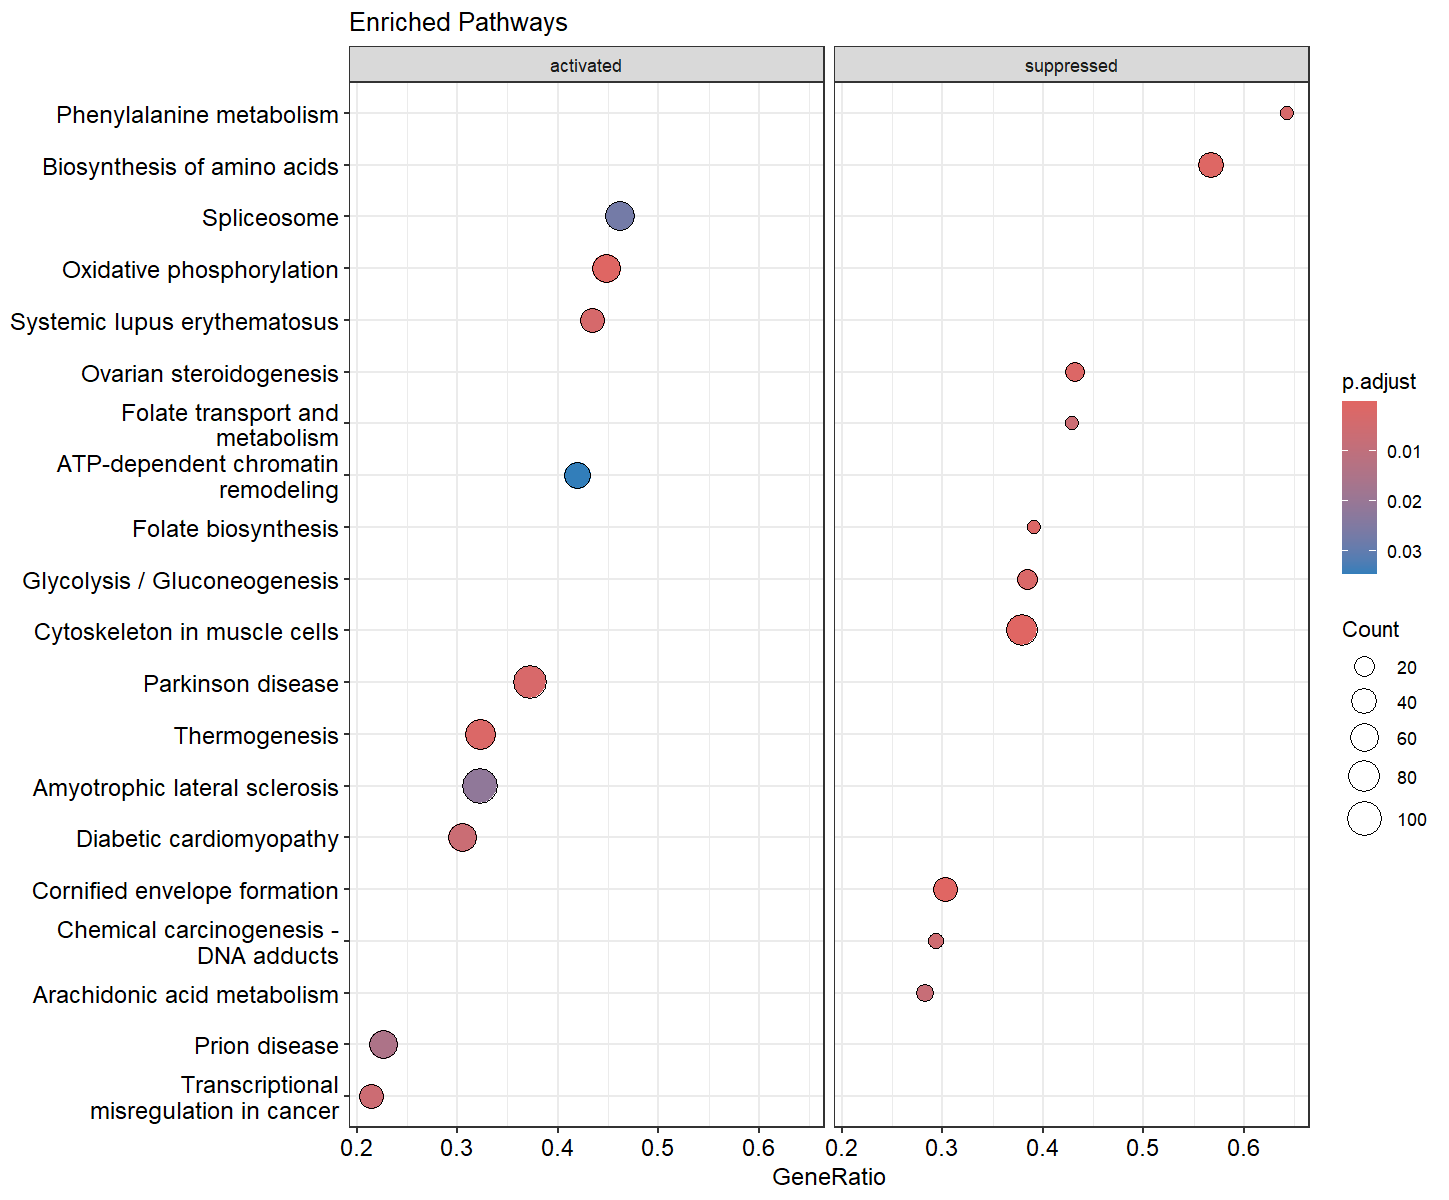 Enriched Pathways
activated
suppressed
Phenylalanine metabolism
Biosynthesis of amino acids
Spliceosome
Oxidative phosphorylation
Systemic lupus erythematosus
Ovarian steroidogenesis
Folate transport and
metabolism
ATP-dependent chromatin
remodeling
Folate biosynthesis
Glycolysis / Gluconeogenesis
Cytoskeleton in muscle cells
Parkinson disease
Thermogenesis
Amyotrophic lateral sclerosis
Diabetic cardiomyopathy
Cornified envelope formation
Chemical carcinogenesis -
DNA adducts
Arachidonic acid metabolism
Prion disease
Transcriptional
misregulation in cancer
0.2 0.3 0.4 0.5 0.6
0.2 0.3 0.4 0.5 0.6
GeneRatio
p.adjust
0.01
0.02
0.03
Count
20
40
60
80
100